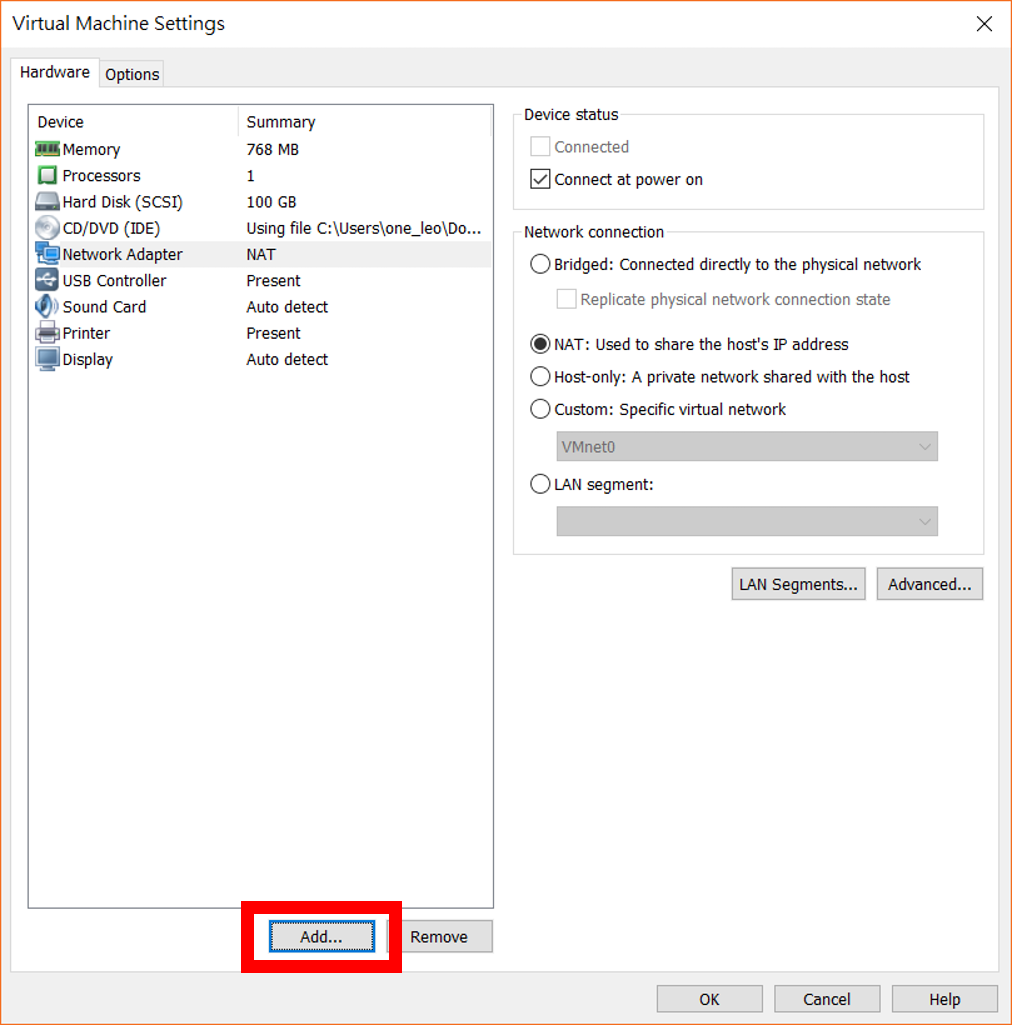 Virtual Machine Settings
Hardware Options
Device Summary
Memory 768 MB
Processors 1
Hard Disk (SCSI) 100 GB
CD/DVD (IDE) Using file C:\Users\one_leo\Do...
Network Adapter NAT
USB Controller Present
Sound Card Auto detect
Printer Present
Display Auto detect
Add... Remove
Device status
Connected
Connect at power on
Network connection
Bridged: Connected directly to the physical network
Replicate physical network connection state
NAT: Used to share the host's IP address
Host-only: A private network shared with the host
Custom: Specific virtual network
VMnet0
LAN segment:
LAN Segments... Advanced...
OK Cancel Help